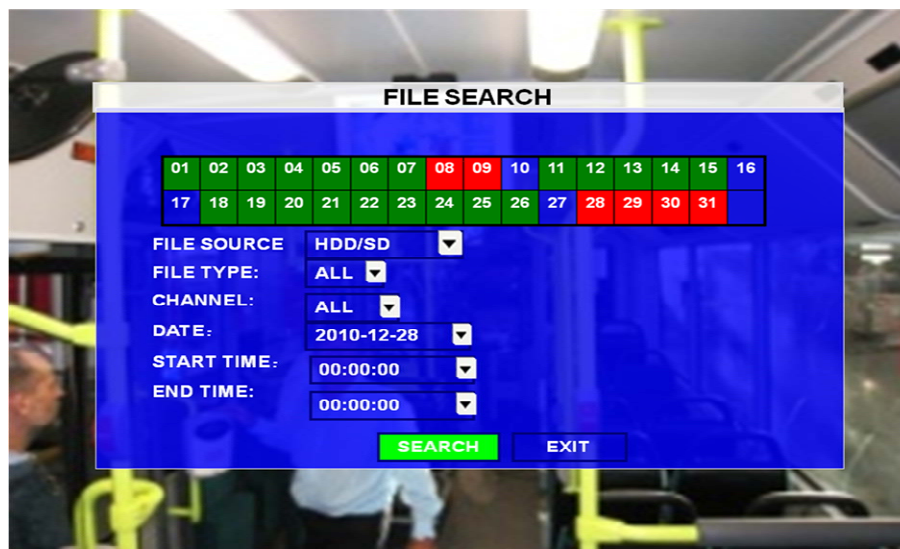 FILE SEARCH
01 02 03 04 05 06 07 08 09 10 11 12 13 14 15 16
17 18 19 20 21 22 23 24 25 26 27 28 29 30 31
FILE SOURCE HDD/SD
FILE TYPE: ALL
CHANNEL: ALL
DATE: 2010-12-28
START TIME: 00:00:00
END TIME: 00:00:00
SEARCH EXIT